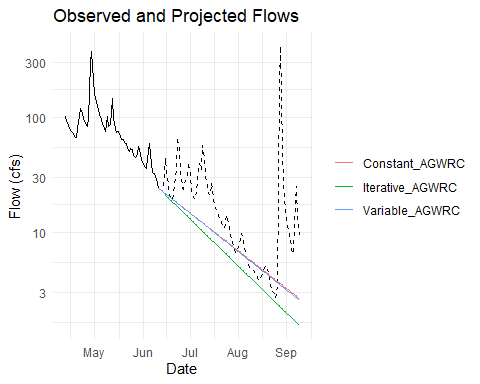 Observed and Projected Flows
300
100
30
10
3
Flow (cfs)
May Jun Jul Aug Sep
Date
Constant_AGWRC
Iterative_AGWRC
Variable_AGWRC